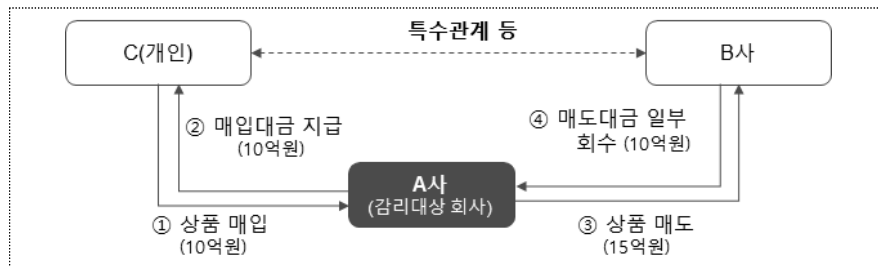 특수관계 등
C(개인)
B사
② 매입대금 지급
(10억원)
④ 매도대금 일부
회수 (10억원)
A사
(감리대상 회사)
① 상품 매입
(10억원)
③ 상품 매도
(15억원)